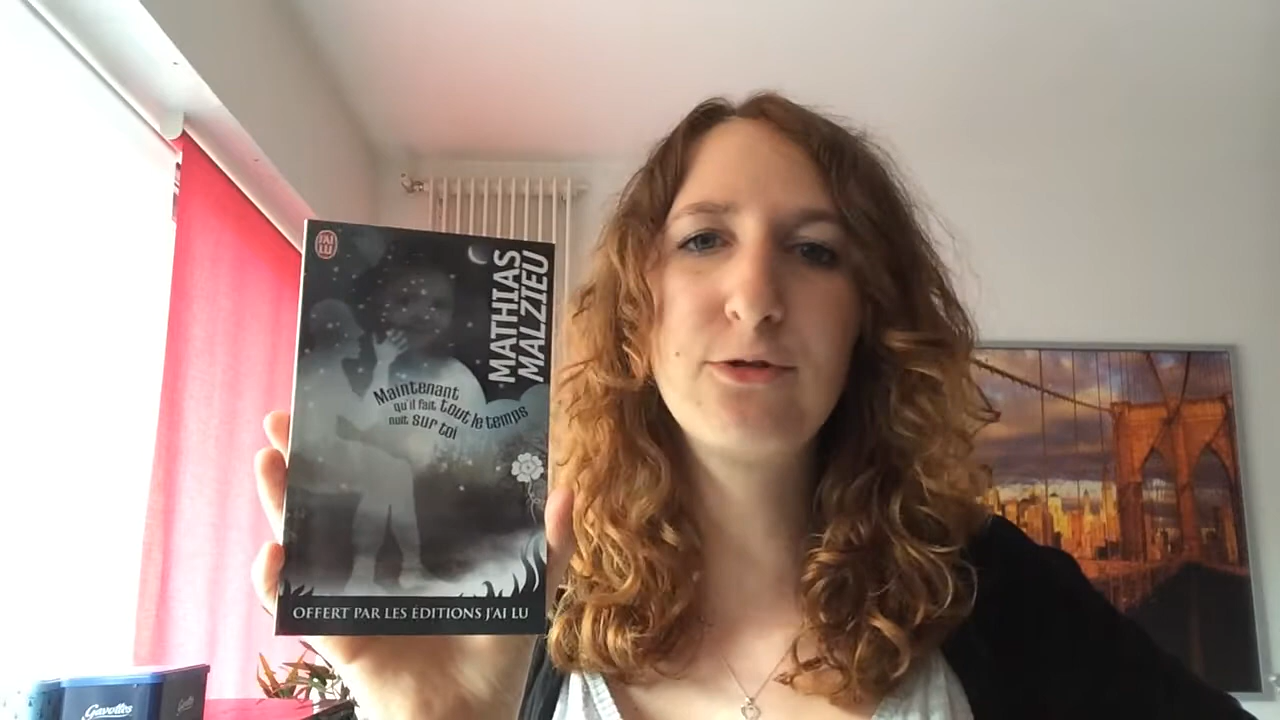 J'AI
LU
MATHIAS
MALZIEU
Maintenant
qu'il fait tout le temps
nuit sur toi
OFFERT PAR LES ÉDITIONS J'AI LU
Gavottes